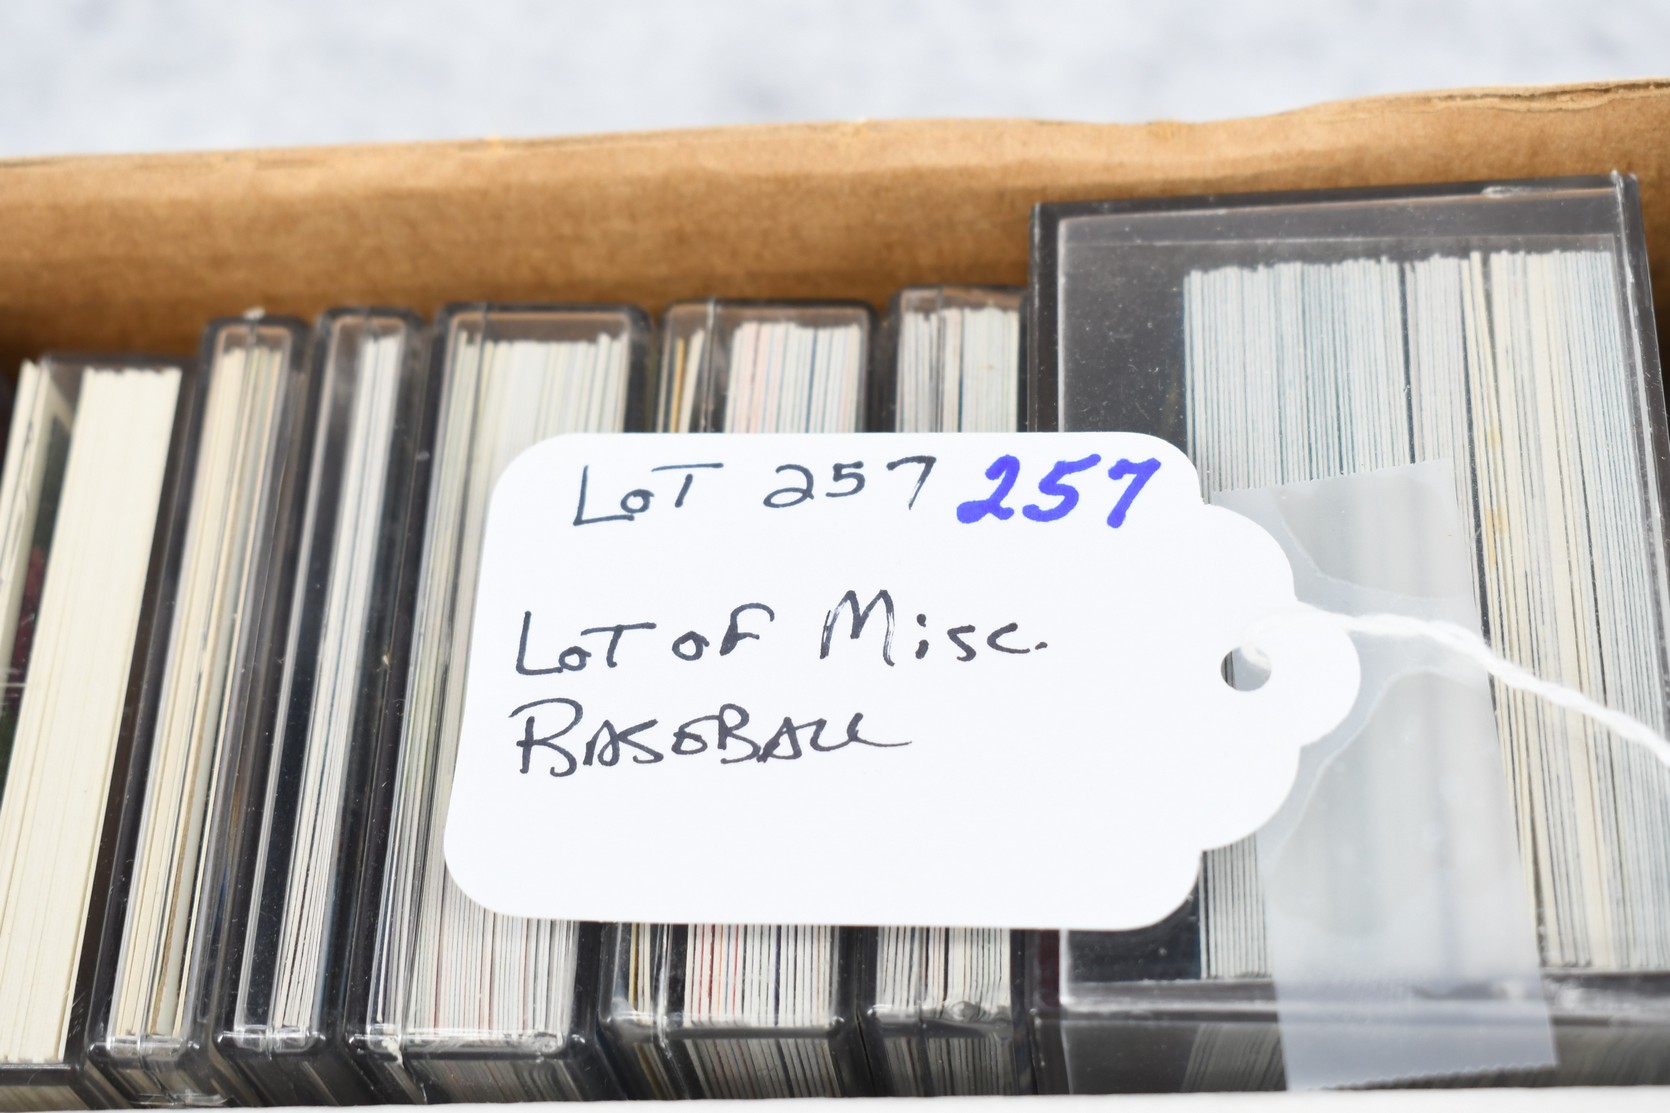 LOT 257 257
LOT OF MISC.
BASEBALL